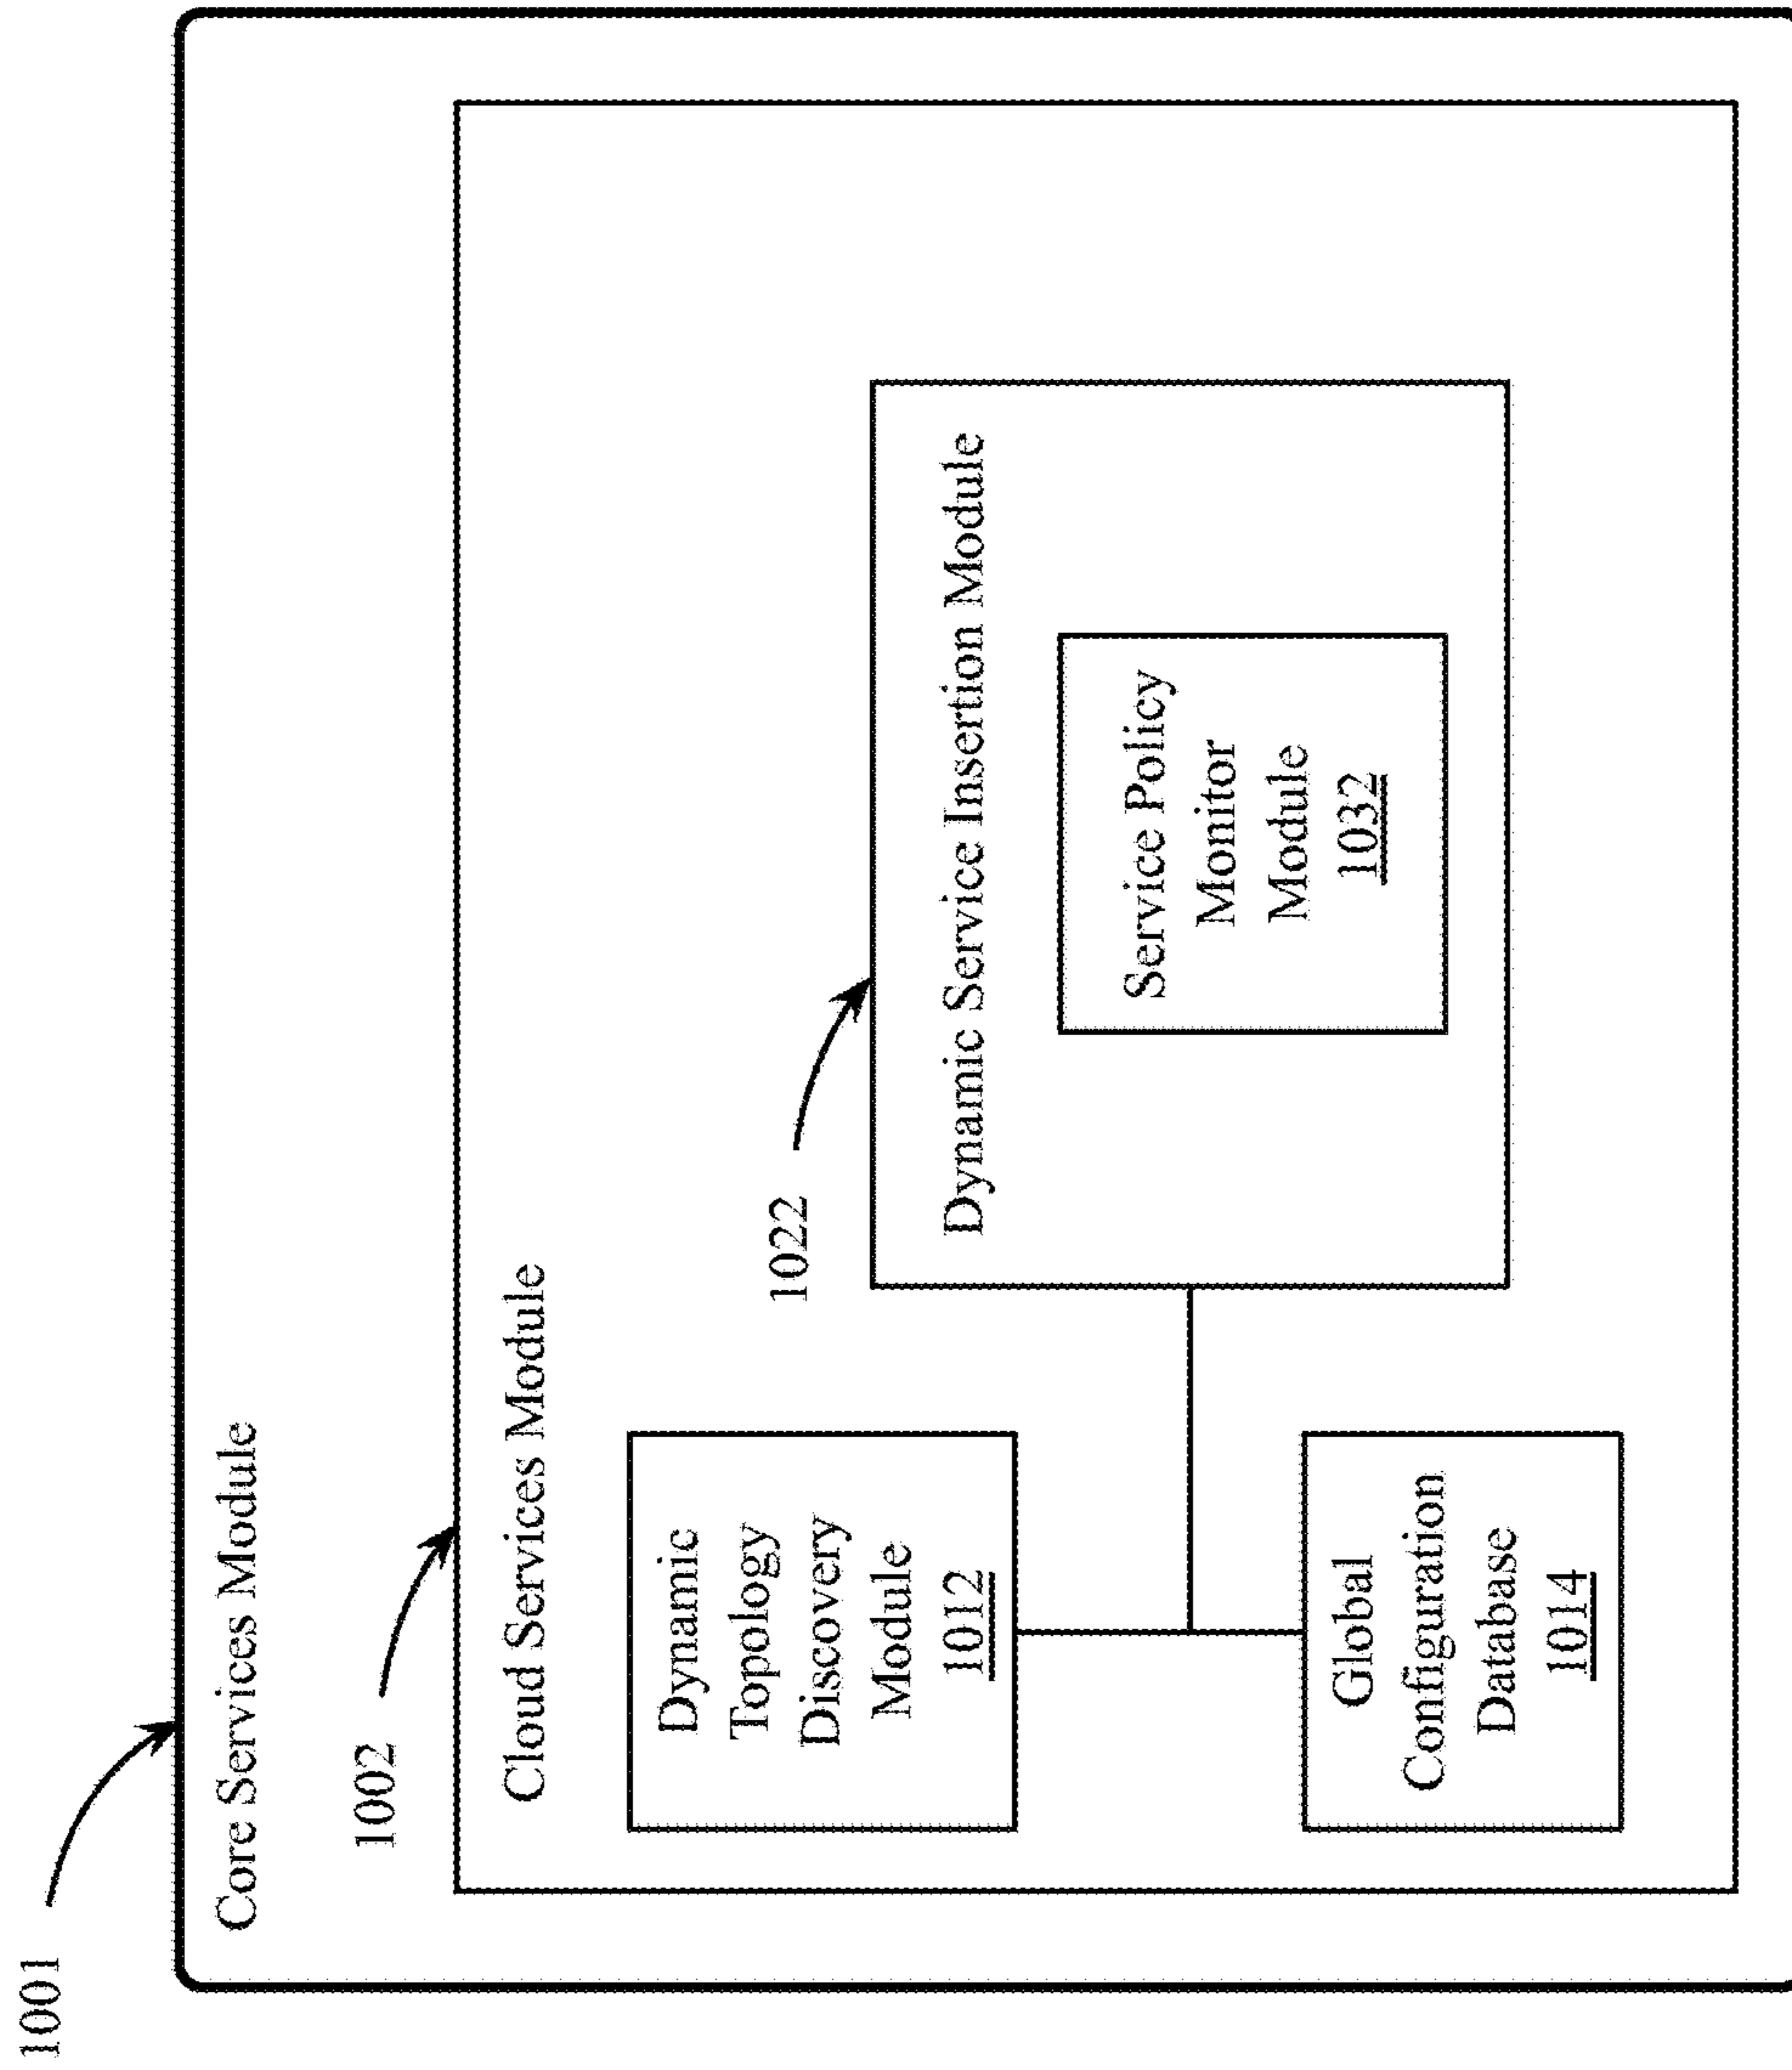 1001
Core Services Module
1002
Cloud Services Module
Dynamic
Topology
Discovery
Module
1012
1022
Dynamic Service Insertion Module
Service Policy
Monitor
Module
1032
Global
Configuration
Database
1014